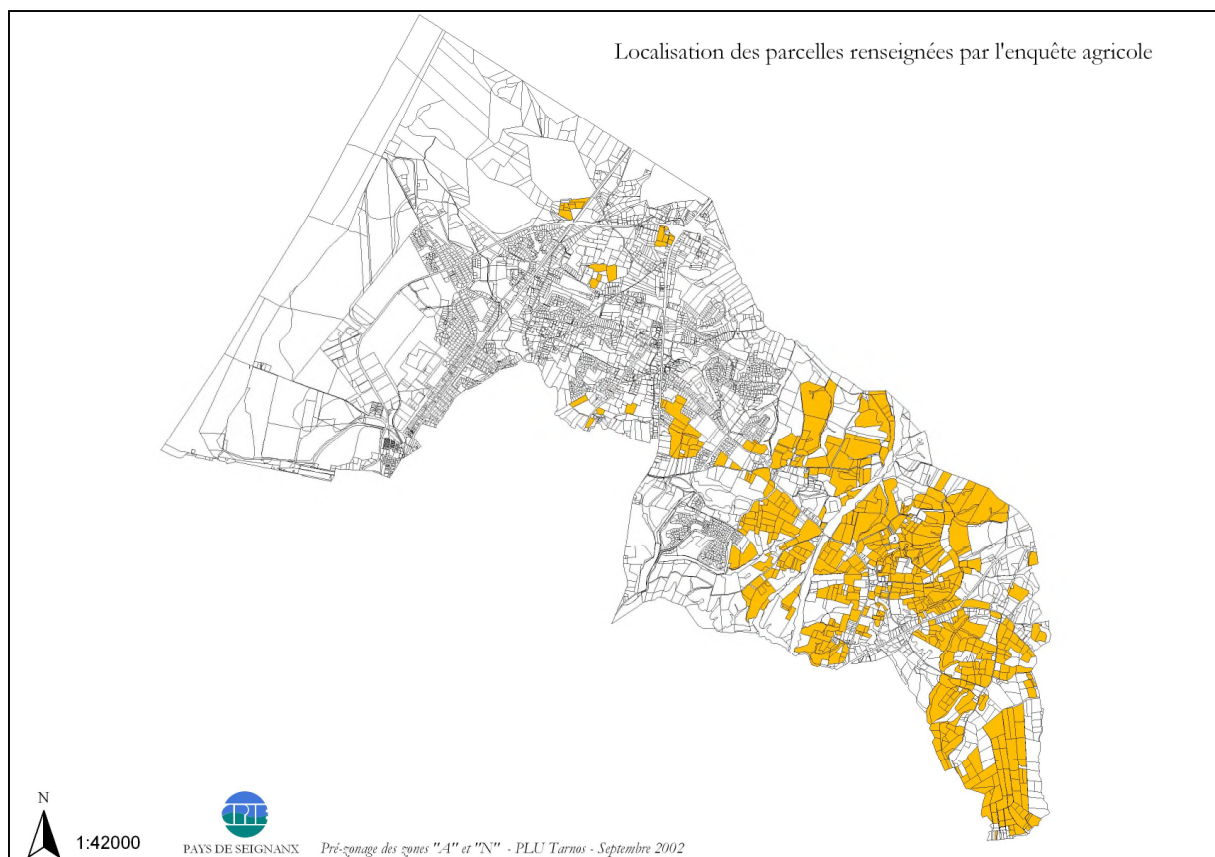 Localisation des parcelles renseignées par l'enquête agricole
N
1:42000
CPIE
PAYS DE SEIGNANX
Pré-zonage des zones "A" et "N" - PLU Tarnos - Septembre 2002